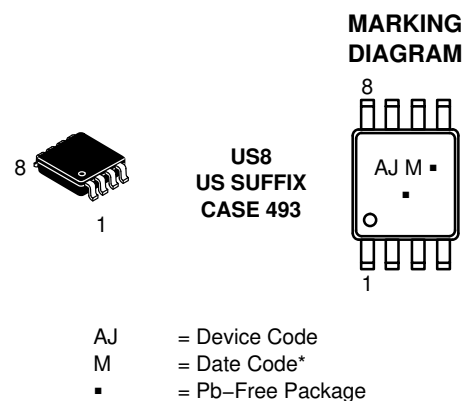 MARKING
DIAGRAM
8
8
1
US8
US SUFFIX
CASE 493
AJ M ▪
▪
1
AJ = Device Code
M = Date Code*
▪ = Pb−Free Package